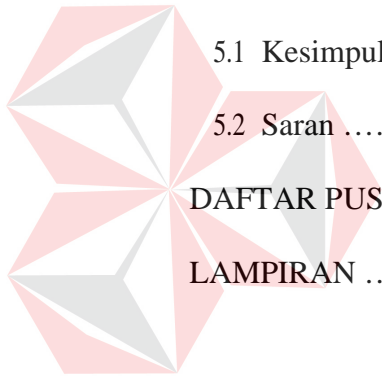 5.1 Kesimpul
5.2 Saran ….
DAFTAR PUS
LAMPIRAN …